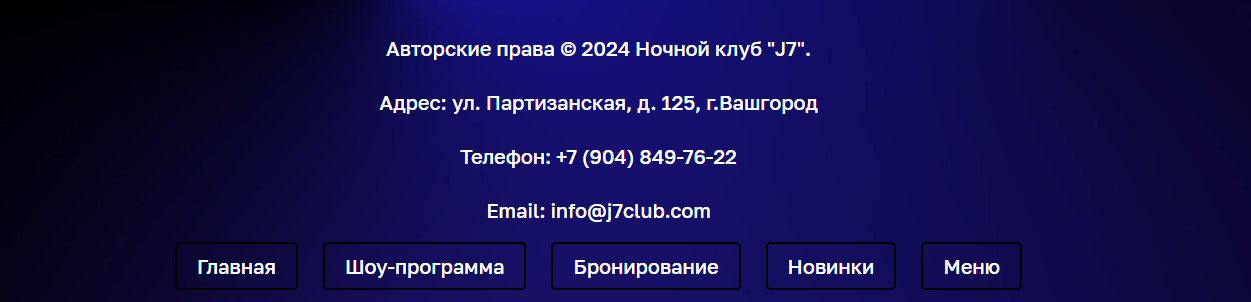 Авторские права © 2024 Ночной клуб "J7".
Адрес: ул. Партизанская, д. 125, г.Вашгород
Телефон: +7 (904) 849-76-22
Email: info@j7club.com
Главная Шоу-программа Бронирование Новинки Меню